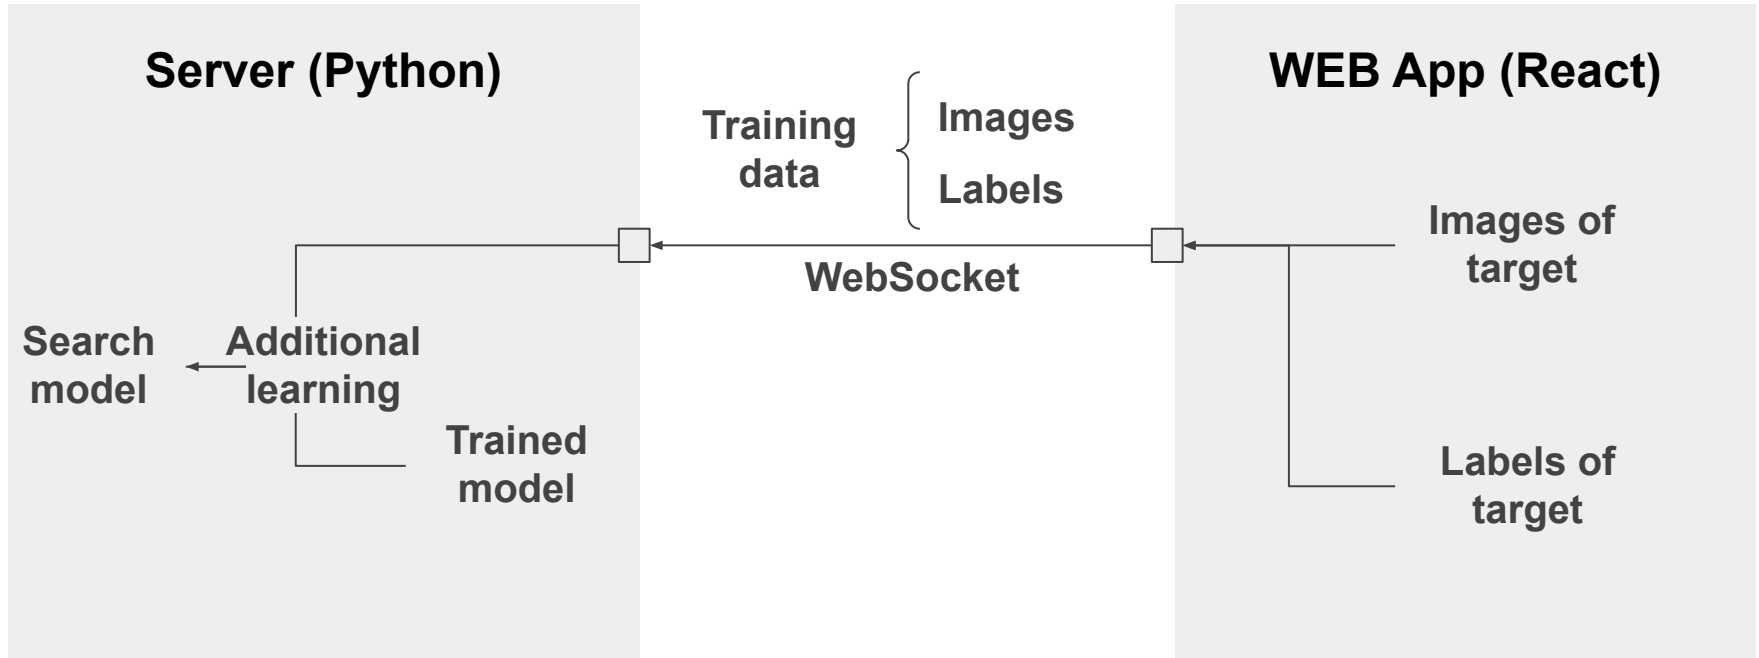 Server (Python)
WEB App (React)
Training
data
Images
Labels
WebSocket
Images of
target
Search
model
Additional
learning
Trained
model
Labels of
target